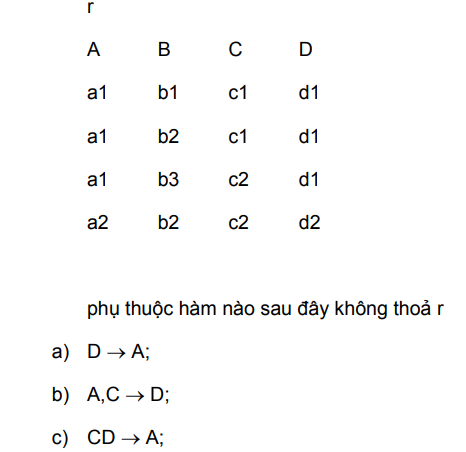 r
A B C D
a1 b1 c1 d1
a1 b2 c1 d1
a1 b3 c2 d1
a2 b2 c2 d2
phụ thuộc hàm nào sau đây không thoả r
a) D → A;
b) A,C → D;
c) CD → A;